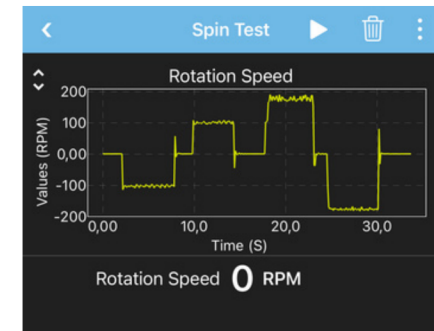 Spin Test
Rotation Speed
200
100
0,00
-100
-200
Values (RPM)
0,00 10,0 20,0 30,0
Time (S)
Rotation Speed 0 RPM